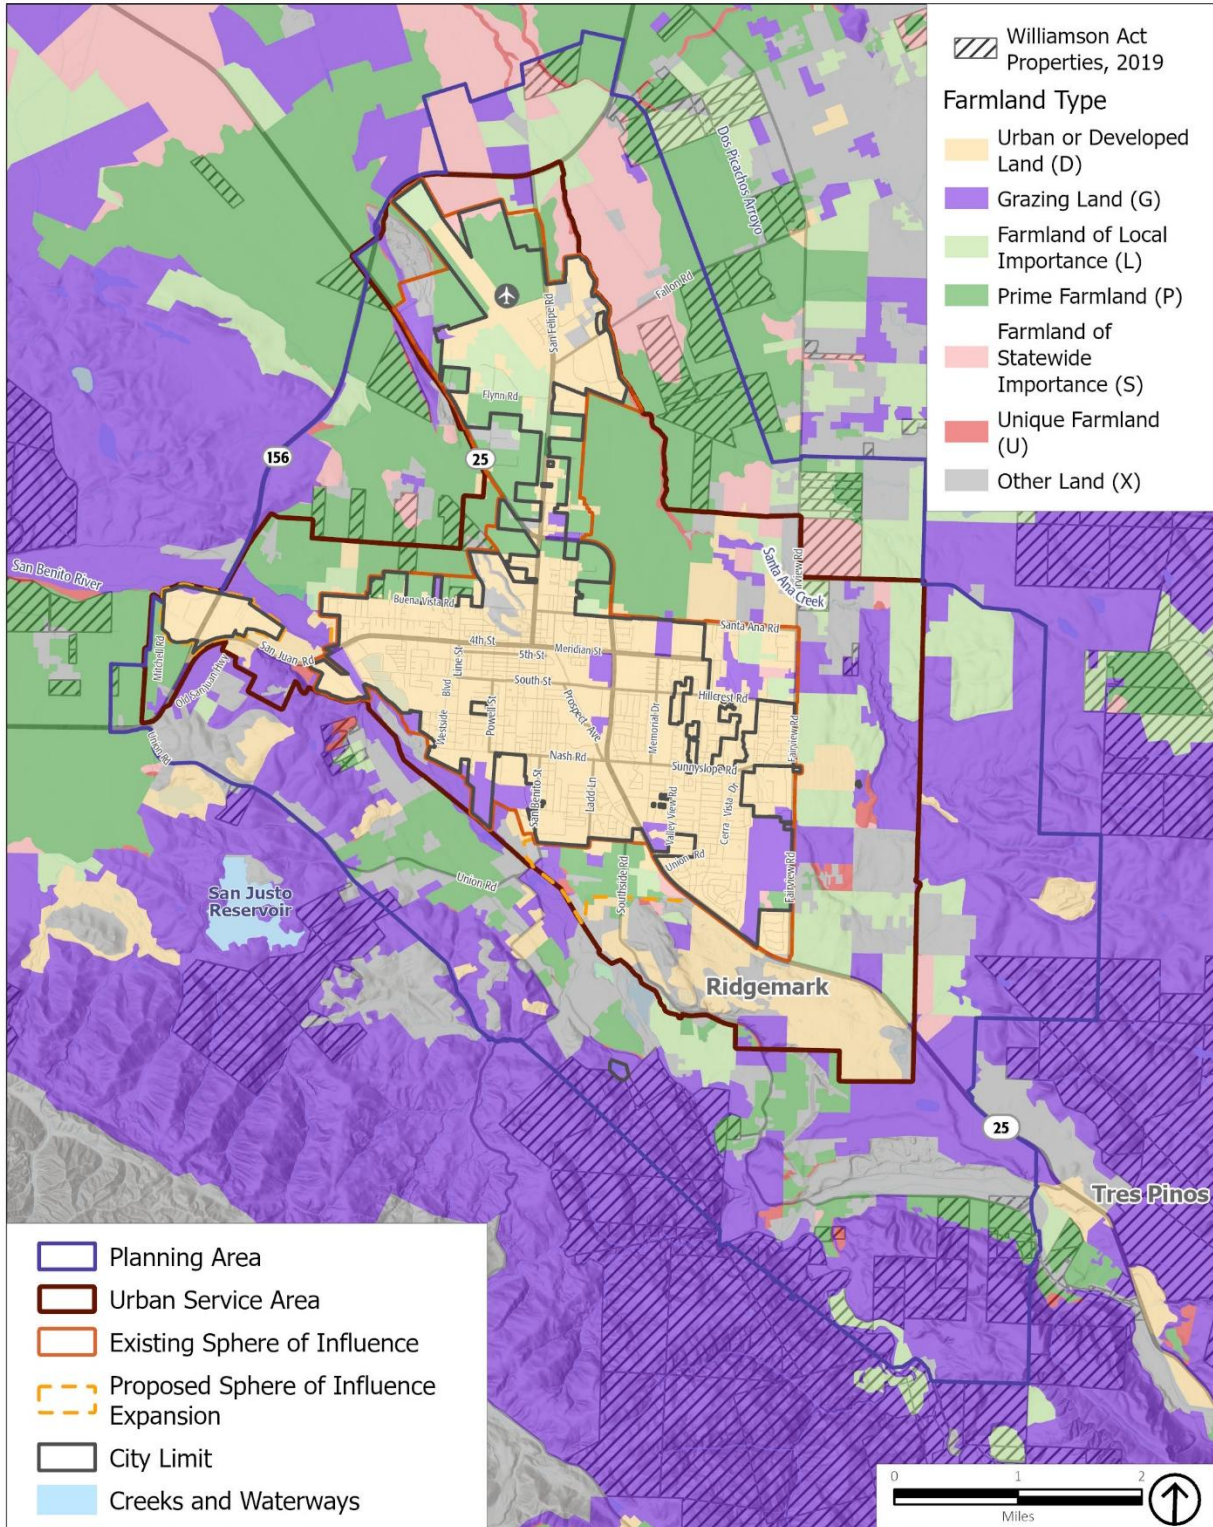 Williamson Act
Properties, 2019
Farmland Type
Urban or Developed
Land (D)
Grazing Land (G)
Farmland of Local
Importance (L)
Prime Farmland (P)
Farmland of
Statewide
Importance (S)
Unique Farmland
(U)
Other Land (X)
Dos Picachos Arroyo
Fallon Rd
San Felipe Rd
Flynn Rd
156
25
San Benito River
Fairview Rd
Santa Ana Creek
Buena Vista Rd
Santa Ana Rd
Mitchell Rd
San Juan Rd
4th St
5th St
Meridian St
Line St
South St
Old San Juan Hwy
Westside Blvd
Powell St
Prospect Ave
Memorial Dr
Hillcrest Rd
Fairview Rd
Union Rd
Nash Rd
Sunnyslope Rd
San Benito St
Ladd Ln
Valley View Rd
Cerra Vista Dr
Union Rd
Union Rd
Southside Rd
Fairview Rd
San Justo
Reservoir
Ridgemark
25
Tres Pinos
Planning Area
Urban Service Area
Existing Sphere of Influence
Proposed Sphere of Influence
Expansion
City Limit
Creeks and Waterways
0 1 2
Miles